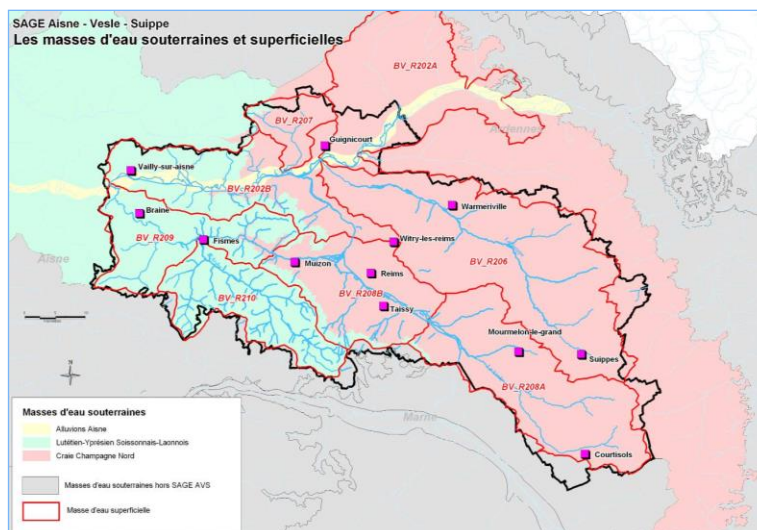 SAGE Aisne - Vesle - Suippe
Les masses d'eau souterraines et superficielles
BV_R202A
BV_R207
Guignicourt
Ardennes
Vailly-sur-aisne
BV_R202B
Warmeriville
Braine
BV_R209
Fismes
Witry-les-reims
Aisne
Muizon
BV_R206
Reims
BV_R210
BV_R208B
Taissy
Mourmelon-le-grand
Suippes
BV_R208A
Marne
Courtisols
N
Masses d'eau souterraines
Alluvions Aisne
Lutétien-Yprésien Soissonnais-Laonnois
Craie Champagne Nord
Masses d'eau souterraines hors SAGE AVS
Masse d'eau superficielle